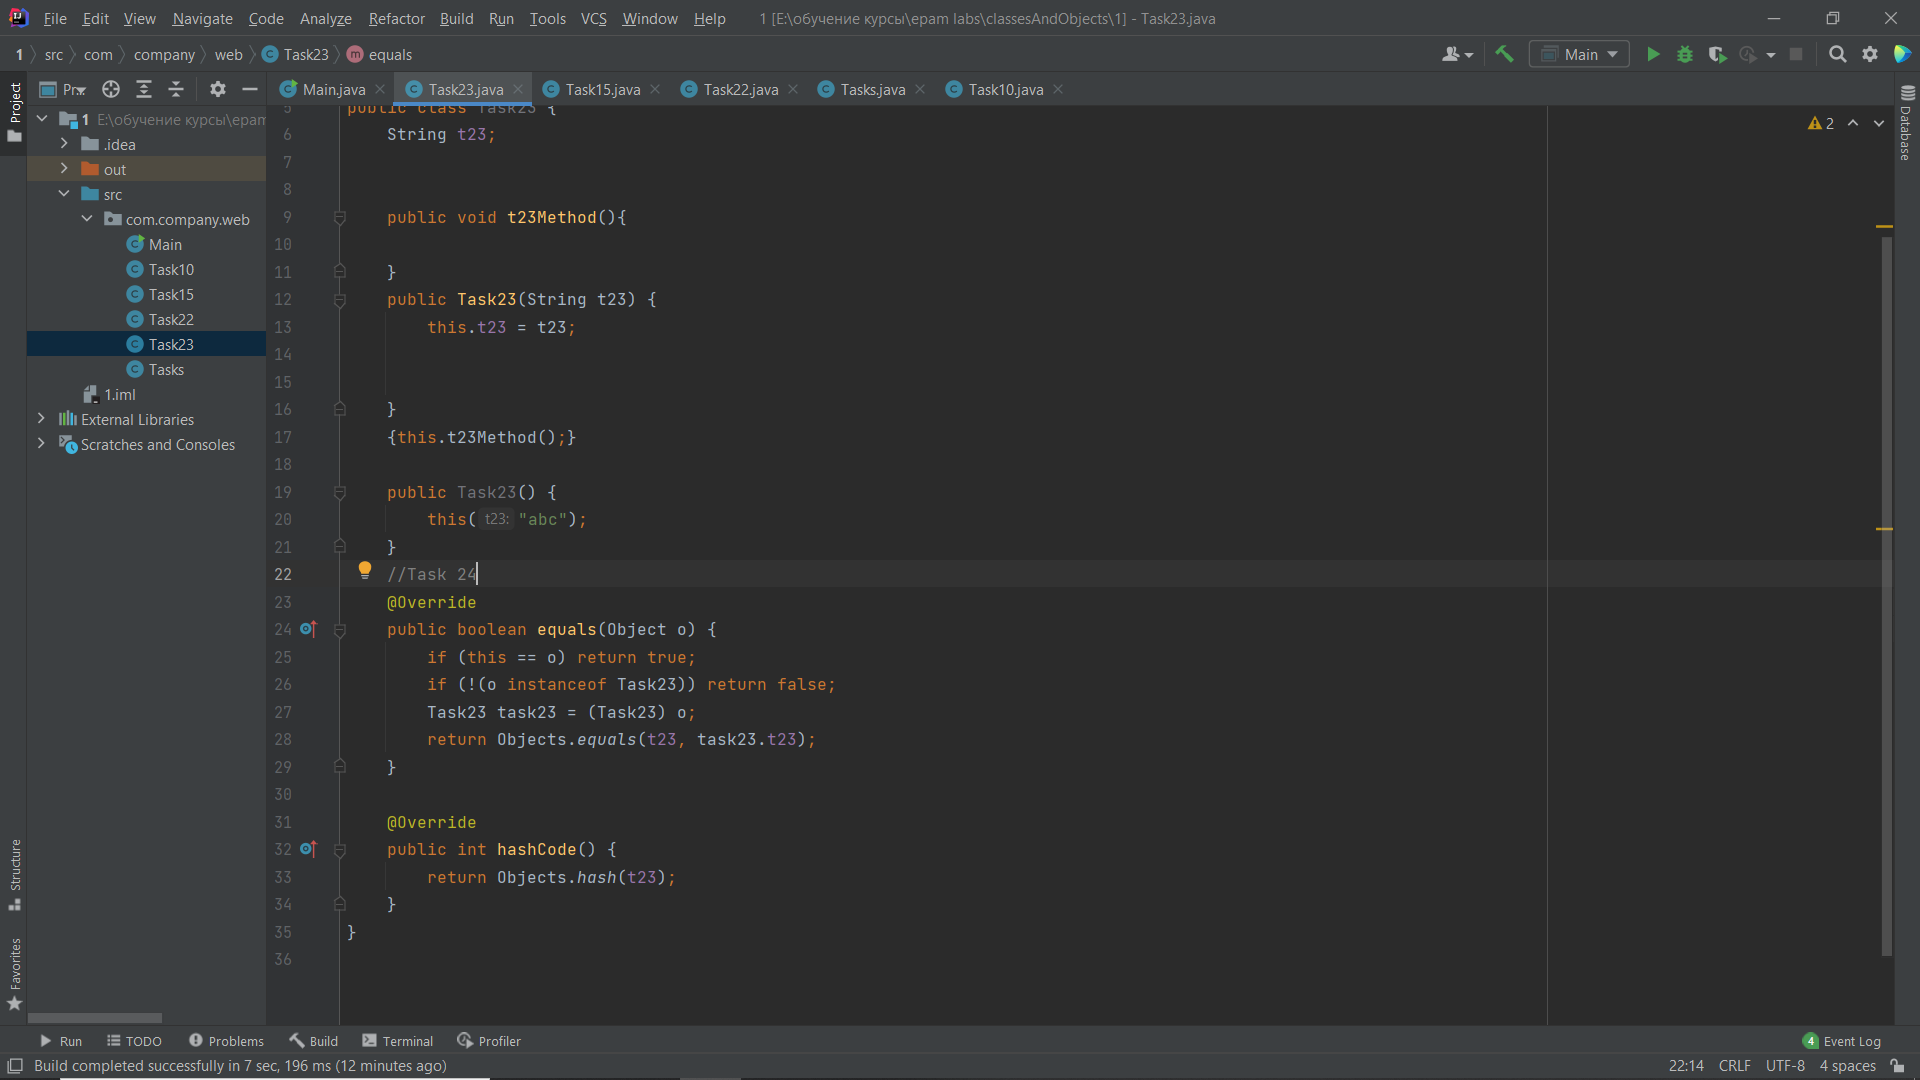 File Edit View Navigate Code Analyze Refactor Build Run Tools VCS Window Help 1 [E:\обучение курсы\epam labs\classesAndObjects\1] - Task23.java
1 src com company web Task23 equals Main
Project
Pr
Main.java Task23.java Task15.java Task22.java Tasks.java Task10.java
1 E:\обучение курсы\epam
.idea
out
src
com.company.web
Main
Task10
Task15
Task22
Task23
Tasks
1.iml
External Libraries
Scratches and Consoles
Structure
Favorites
5 public class Task23 {
6 String t23;
7
8
9 public void t23Method(){
10
11 }
12 public Task23(String t23) {
13 this.t23 = t23;
14
15
16 }
17 {this.t23Method();}
18
19 public Task23() {
20 this( t23: "abc");
21 }
22 //Task 24
23 @Override
24 public boolean equals(Object o) {
25 if (this == o) return true;
26 if (!(o instanceof Task23)) return false;
27 Task23 task23 = (Task23) o;
28 return Objects.equals(t23, task23.t23);
29 }
30
31 @Override
32 public int hashCode() {
33 return Objects.hash(t23);
34 }
35 }
36
2
Database
Run TODO Problems Build Terminal Profiler 4 Event Log
Build completed successfully in 7 sec, 196 ms (12 minutes ago) 22:14 CRLF UTF-8 4 spaces